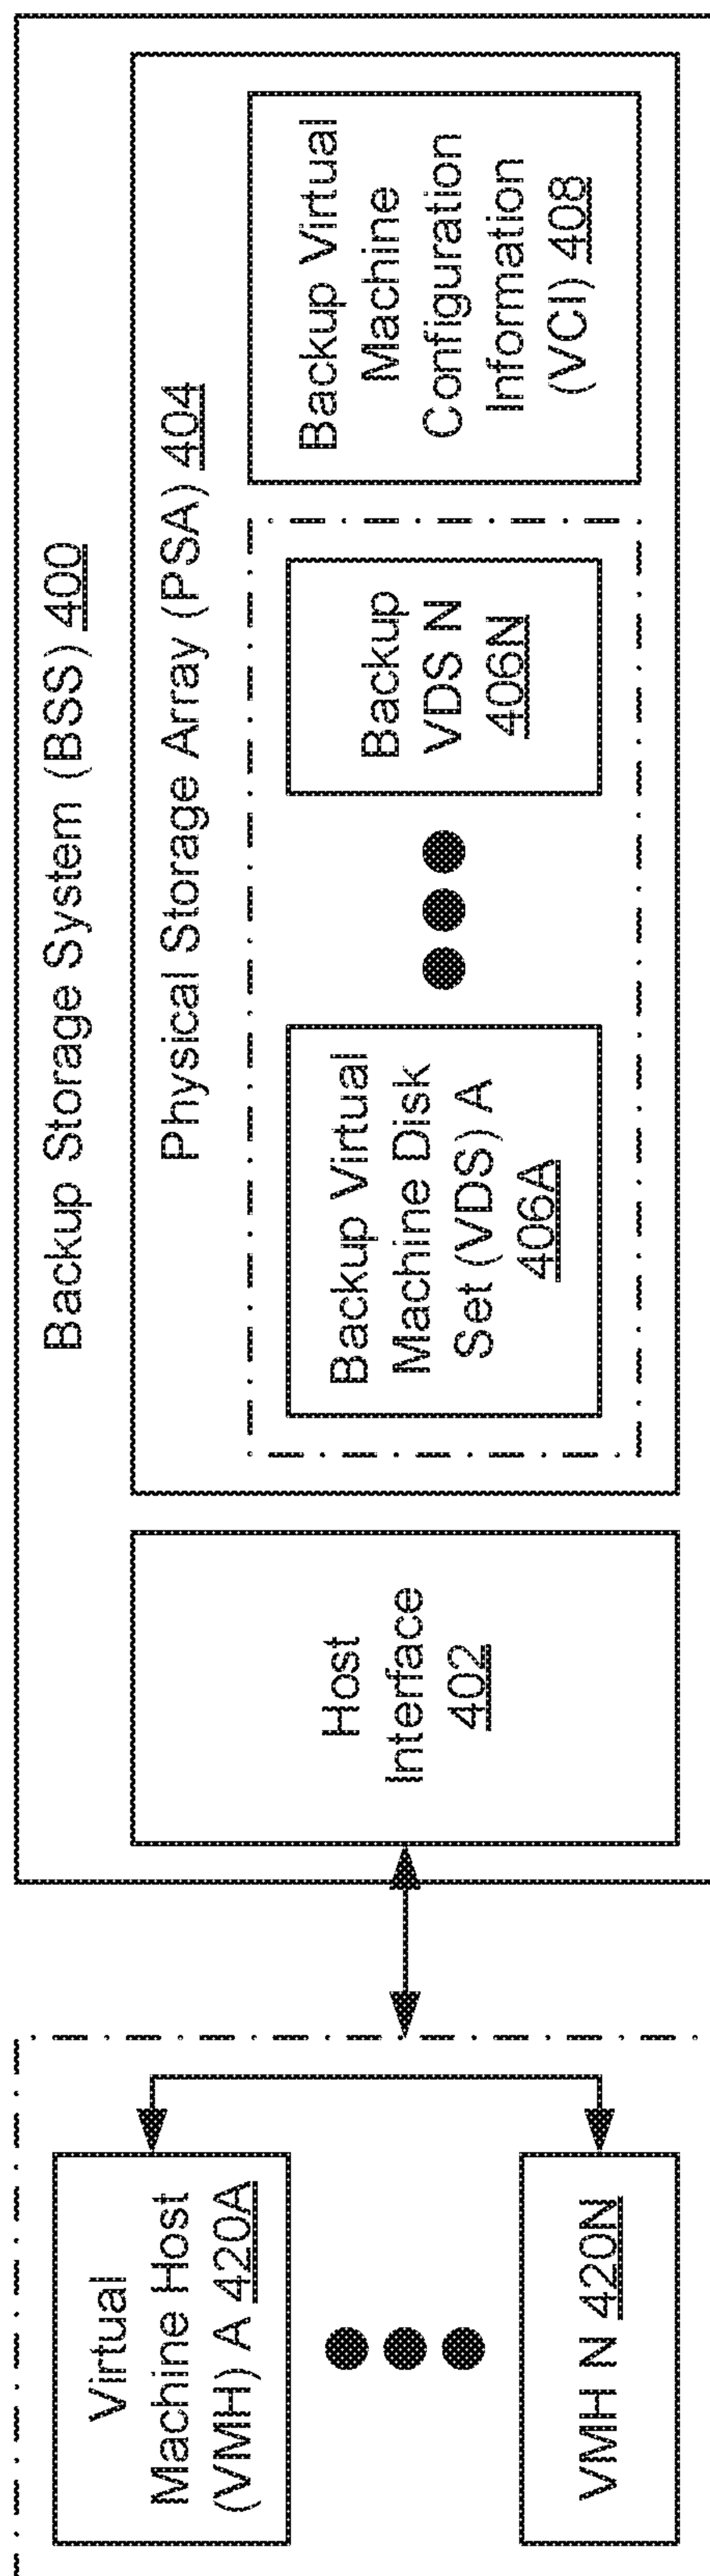 Backup Storage System (BSS) 400
Virtual
Machine Host
(VMH) A 420A
VMH N 420N
Host
Interface
402
Physical Storage Array (PSA) 404
Backup Virtual
Machine Disk
Set (VDS) A
406A
Backup
VDS N
406N
Backup Virtual
Machine
Configuration
Information
(VCI) 408